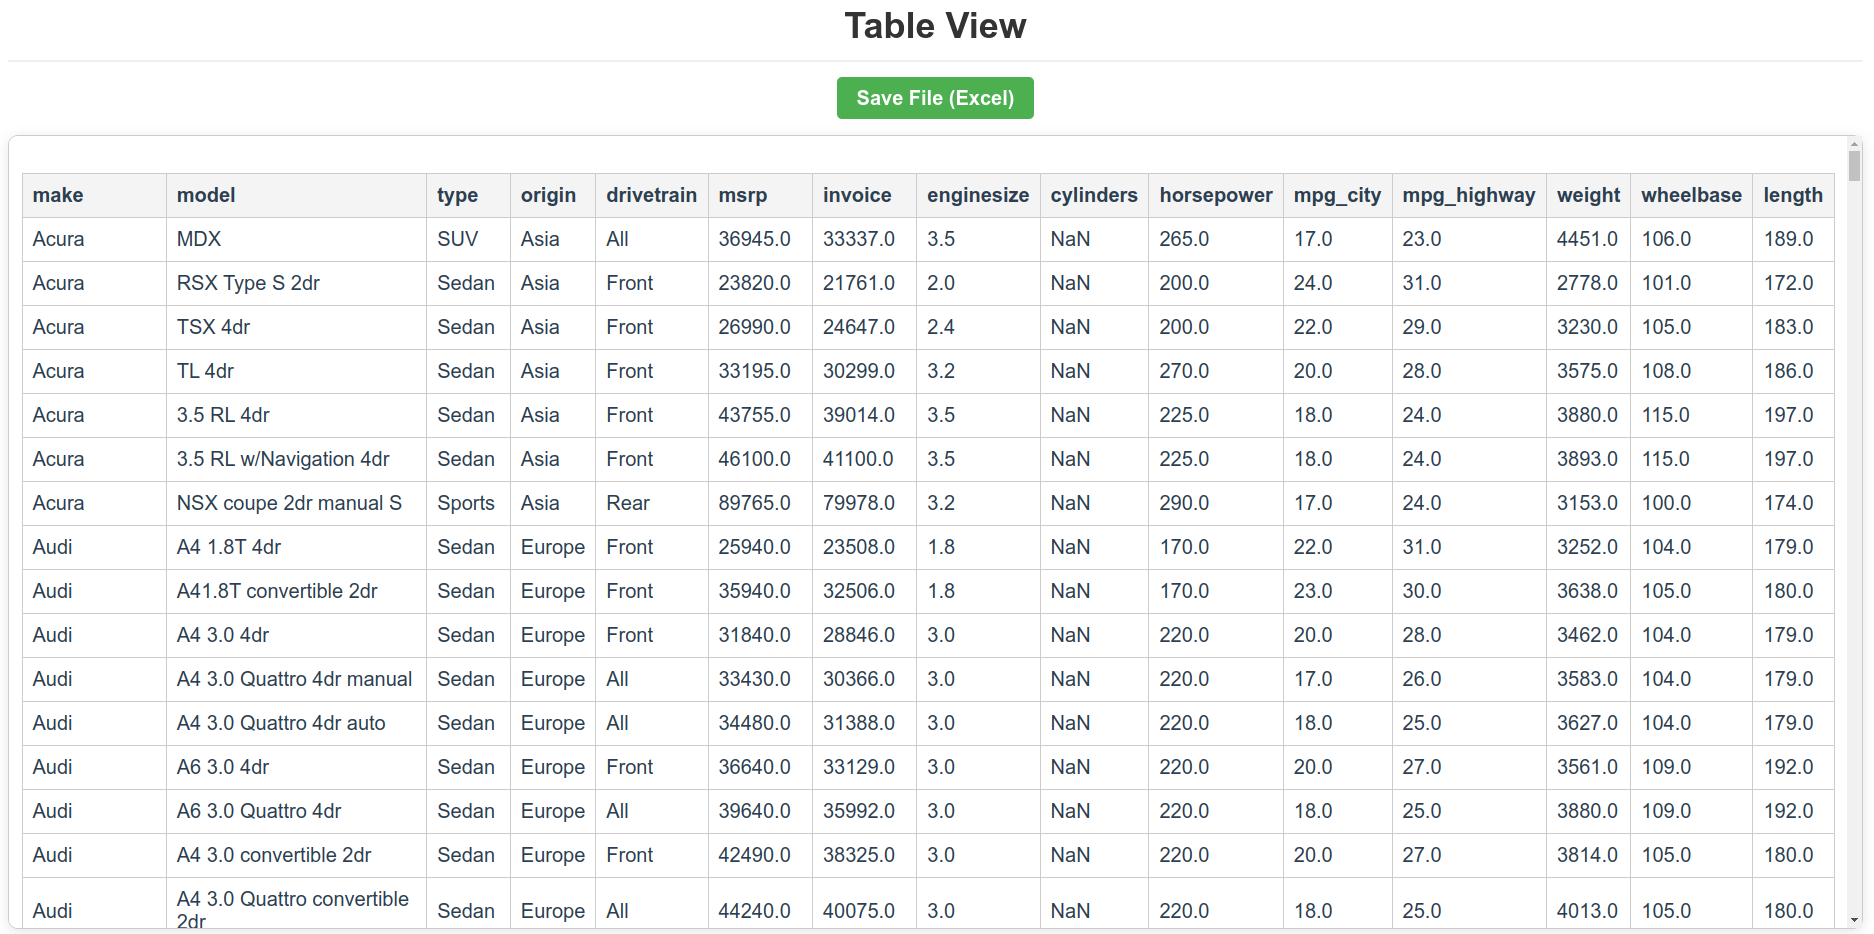 Table View
Save File (Excel)
make model type origin drivetrain msrp invoice enginesize cylinders horsepower mpg_city mpg_highway weight wheelbase length
Acura MDX SUV Asia All 36945.0 33337.0 3.5 NaN 265.0 17.0 23.0 4451.0 106.0 189.0
Acura RSX Type S 2dr Sedan Asia Front 23820.0 21761.0 2.0 NaN 200.0 24.0 31.0 2778.0 101.0 172.0
Acura TSX 4dr Sedan Asia Front 26990.0 24647.0 2.4 NaN 200.0 22.0 29.0 3230.0 105.0 183.0
Acura TL 4dr Sedan Asia Front 33195.0 30299.0 3.2 NaN 270.0 20.0 28.0 3575.0 108.0 186.0
Acura 3.5 RL 4dr Sedan Asia Front 43755.0 39014.0 3.5 NaN 225.0 18.0 24.0 3880.0 115.0 197.0
Acura 3.5 RL w/Navigation 4dr Sedan Asia Front 46100.0 41100.0 3.5 NaN 225.0 18.0 24.0 3893.0 115.0 197.0
Acura NSX coupe 2dr manual S Sports Asia Rear 89765.0 79978.0 3.2 NaN 290.0 17.0 24.0 3153.0 100.0 174.0
Audi A4 1.8T 4dr Sedan Europe Front 25940.0 23508.0 1.8 NaN 170.0 22.0 31.0 3252.0 104.0 179.0
Audi A41.8T convertible 2dr Sedan Europe Front 35940.0 32506.0 1.8 NaN 170.0 23.0 30.0 3638.0 105.0 180.0
Audi A4 3.0 4dr Sedan Europe Front 31840.0 28846.0 3.0 NaN 220.0 20.0 28.0 3462.0 104.0 179.0
Audi A4 3.0 Quattro 4dr manual Sedan Europe All 33430.0 30366.0 3.0 NaN 220.0 17.0 26.0 3583.0 104.0 179.0
Audi A4 3.0 Quattro 4dr auto Sedan Europe All 34480.0 31388.0 3.0 NaN 220.0 18.0 25.0 3627.0 104.0 179.0
Audi A6 3.0 4dr Sedan Europe Front 36640.0 33129.0 3.0 NaN 220.0 20.0 27.0 3561.0 109.0 192.0
Audi A6 3.0 Quattro 4dr Sedan Europe All 39640.0 35992.0 3.0 NaN 220.0 18.0 25.0 3880.0 109.0 192.0
Audi A4 3.0 convertible 2dr Sedan Europe Front 42490.0 38325.0 3.0 NaN 220.0 20.0 27.0 3814.0 105.0 180.0
Audi A4 3.0 Quattro convertible 2dr Sedan Europe All 44240.0 40075.0 3.0 NaN 220.0 18.0 25.0 4013.0 105.0 180.0